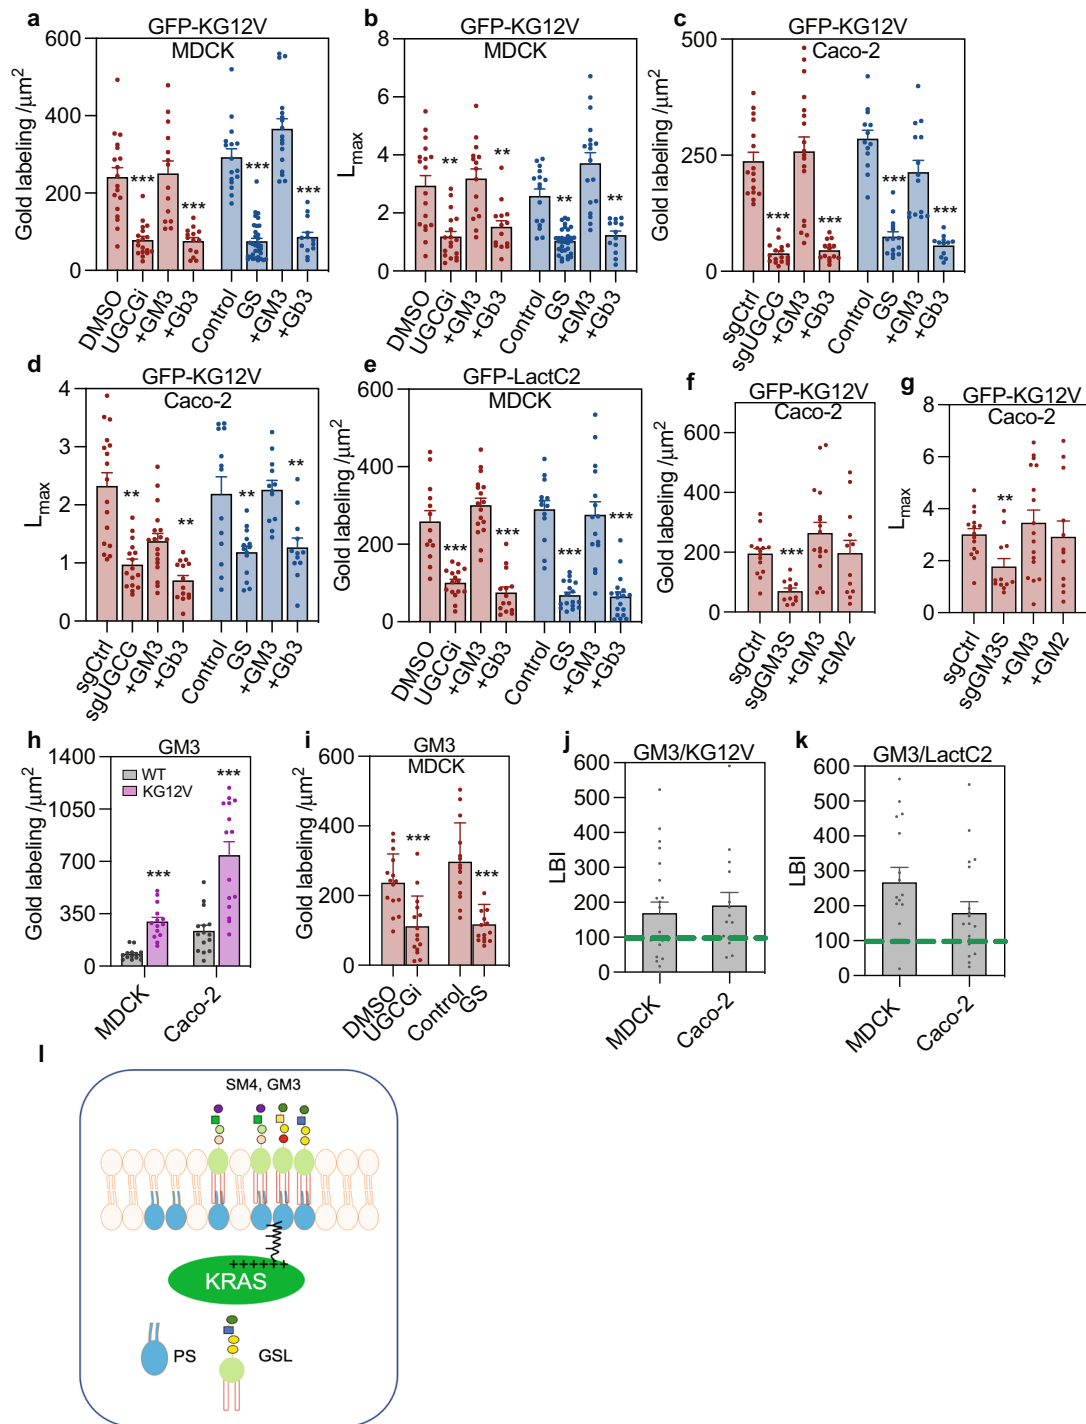 a
GFP-KG12V
MDCK
Gold labeling /μm²
600
400
200
0
***
***
***
***
DMSO
UGCGi
+GM3
+Gb3
Control
GS
+GM3
+Gb3
b
GFP-KG12V
MDCK
Lmax
8
6
4
2
0
**
**
**
**
DMSO
UGCGi
+GM3
+Gb3
Control
GS
+GM3
+Gb3
c
GFP-KG12V
Caco-2
Gold labeling /μm²
500
250
0
***
***
***
***
sgCtrl
sgUGCG
+GM3
+Gb3
Control
GS
+GM3
+Gb3
d
GFP-KG12V
Caco-2
Lmax
4
3
2
1
0
**
**
**
**
sgCtrl
sgUGCG
+GM3
+Gb3
Control
GS
+GM3
+Gb3
e
GFP-LactC2
MDCK
Gold labeling /μm²
600
400
200
0
***
***
***
***
DMSO
UGCGi
+GM3
+Gb3
Control
GS
+GM3
+Gb3
f
GFP-KG12V
Caco-2
Gold labeling /μm²
600
400
200
0
***
sgCtrl
sgGM3S
+GM3
+GM2
g
GFP-KG12V
Caco-2
Lmax
8
6
4
2
0
**
sgCtrl
sgGM3S
+GM3
+GM2
h
GM3
Gold labeling /μm²
1400
1050
700
350
0
WT
KG12V
***
***
MDCK
Caco-2
i
GM3
MDCK
Gold labeling /μm²
600
400
200
0
***
***
DMSO
UGCGi
Control
GS
j
GM3/KG12V
LBI
600
500
400
300
200
100
0
MDCK
Caco-2
k
GM3/LactC2
LBI
600
500
400
300
200
100
0
MDCK
Caco-2
l
SM4, GM3
++++++
KRAS
PS
GSL